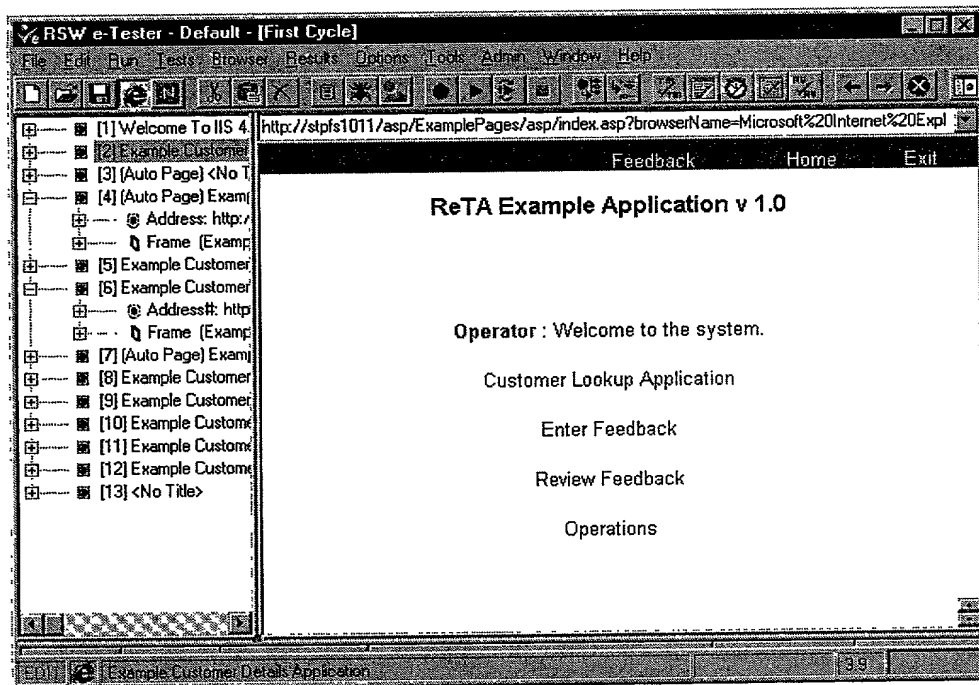 RSW e-Tester - Default - [First Cycle]
File Edit Run Tests Browser Results Options Tools Admin Window Help
[1] Welcome To IIS 4.
[2] Example Customer
[3] (Auto Page) <No T
[4] (Auto Page) Examp
Address: http:/
Frame (Examp
[5] Example Customer
[6] Example Customer
Address#: http
Frame (Examp
[7] (Auto Page) Examp
[8] Example Customer
[9] Example Customer
[10] Example Custome
[11] Example Custome
[12] Example Custome
[13] <No Title>
http://stpfs1011/asp/ExamplePages/asp/index.asp?browserName=Microsoft%20Internet%20Expl
Feedback Home Exit
ReTA Example Application v 1.0
Operator : Welcome to the system.
Customer Lookup Application
Enter Feedback
Review Feedback
Operations
EDIT Example Customer Details Application